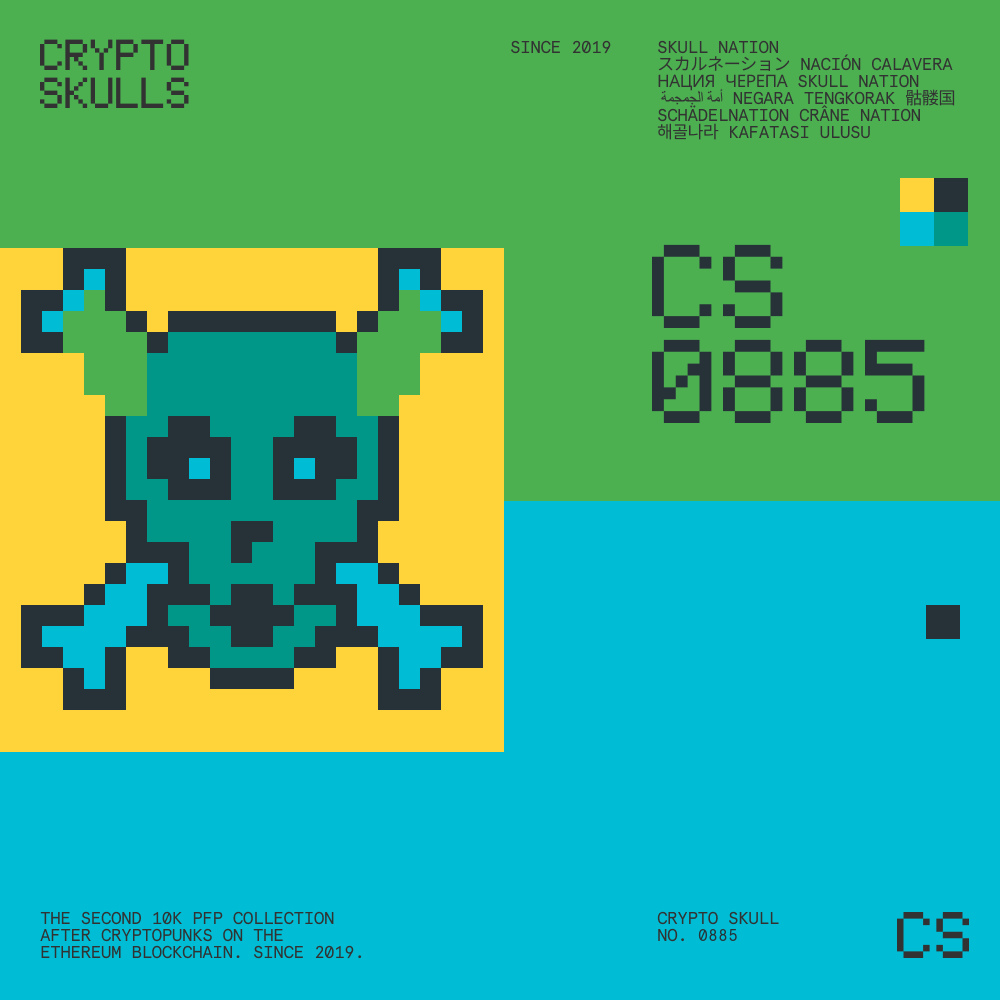 CRYPTO
SKULLS
SINCE 2019
SKULL NATION
スカルネーション NACIÓN CALAVERA
НАЦИЯ ЧЕРЕПА SKULL NATION
أمة الجمجمة NEGARA TENGKORAK 骷髅国
SCHÄDELNATION CRÂNE NATION
해골나라 KAFATASI ULUSU
CS
0885
THE SECOND 10K PFP COLLECTION
AFTER CRYPTOPUNKS ON THE
ETHEREUM BLOCKCHAIN. SINCE 2019.
CRYPTO SKULL
NO. 0885
CS